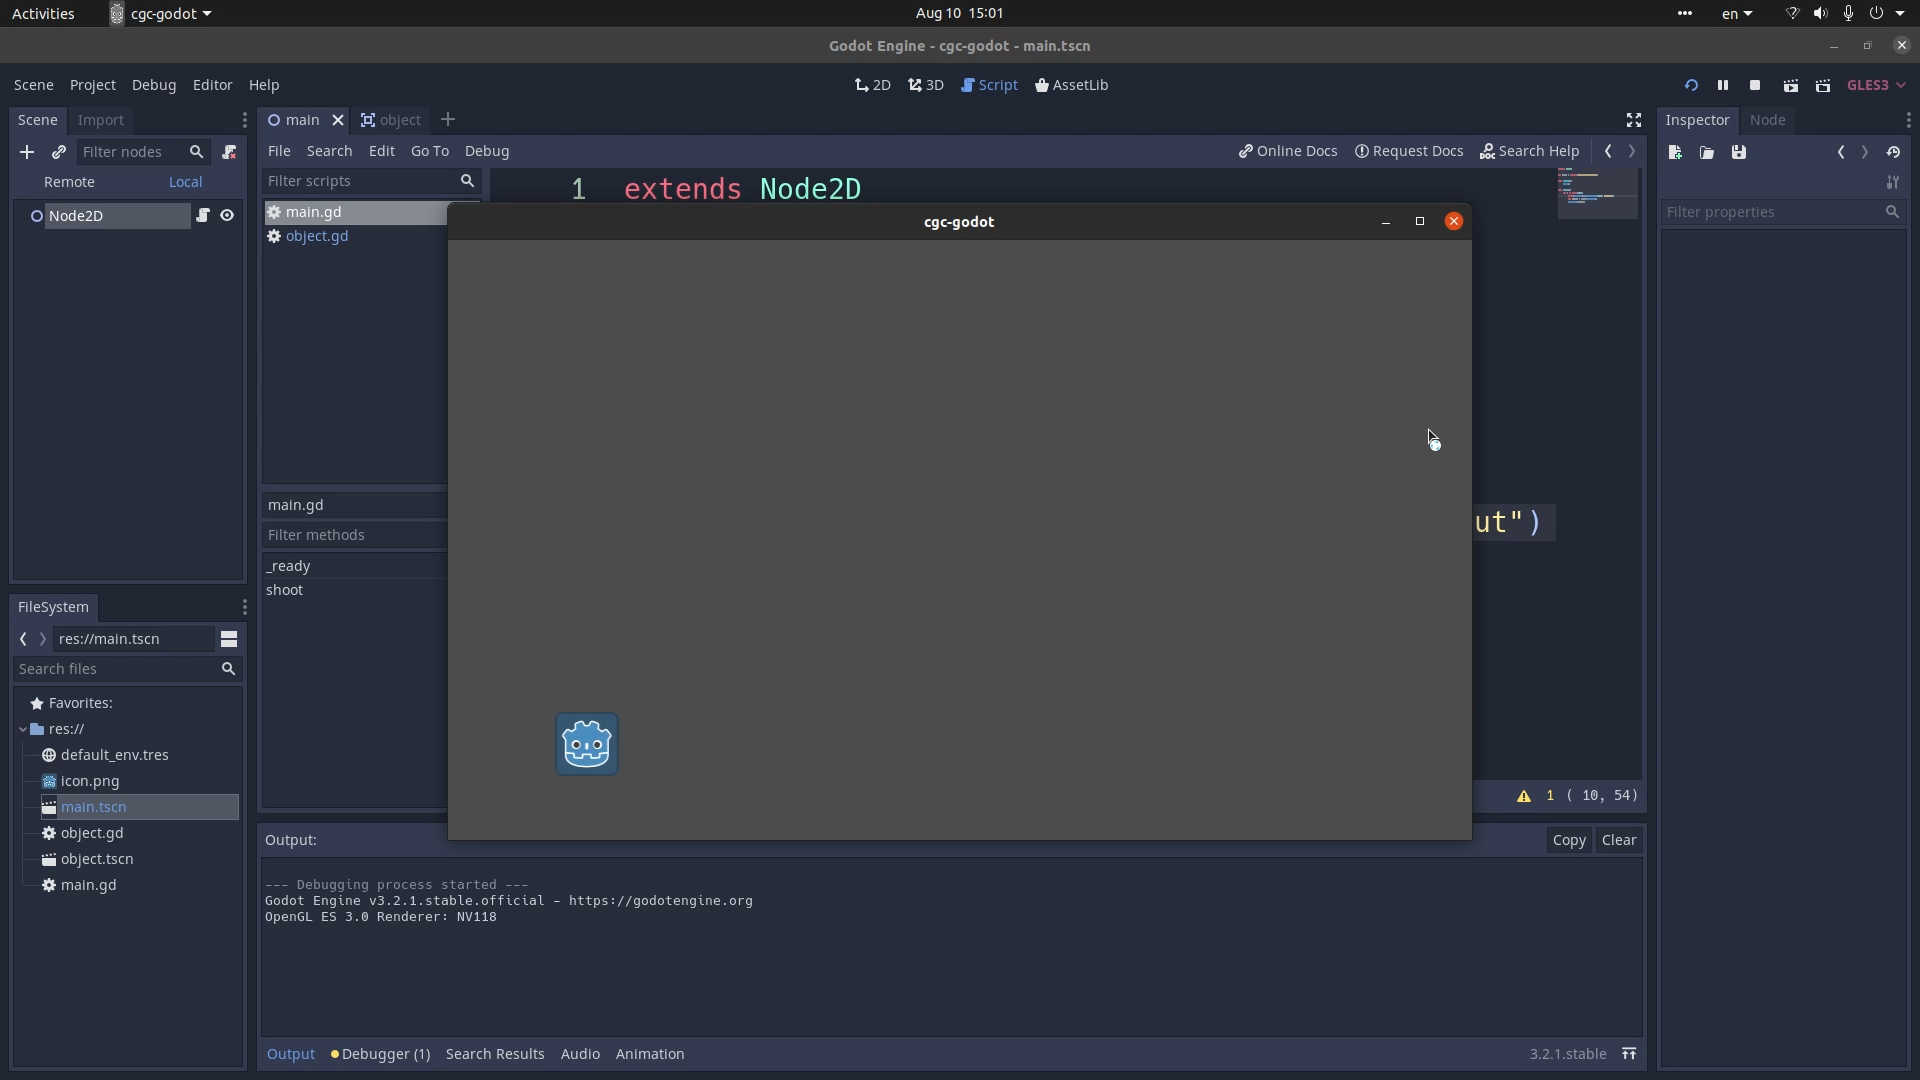 Activities cgc-godot Aug 10 15:01 en
Godot Engine - cgc-godot - main.tscn
Scene Project Debug Editor Help 2D 3D Script AssetLib GLES3
Scene Import main object Inspector Node
Filter nodes File Search Edit Go To Debug Online Docs Request Docs Search Help
Remote Local Filter scripts 1 extends Node2D
Node2D main.gd Filter properties
cgc-godot
object.gd
main.gd ut")
Filter methods
_ready
shoot
FileSystem
res://main.tscn
Search files
Favorites:
res://
default_env.tres
icon.png 1 ( 10, 54)
main.tscn
object.gd Output: Copy Clear
object.tscn
main.gd --- Debugging process started ---
Godot Engine v3.2.1.stable.official - https://godotengine.org
OpenGL ES 3.0 Renderer: NV118
Output Debugger (1) Search Results Audio Animation 3.2.1.stable